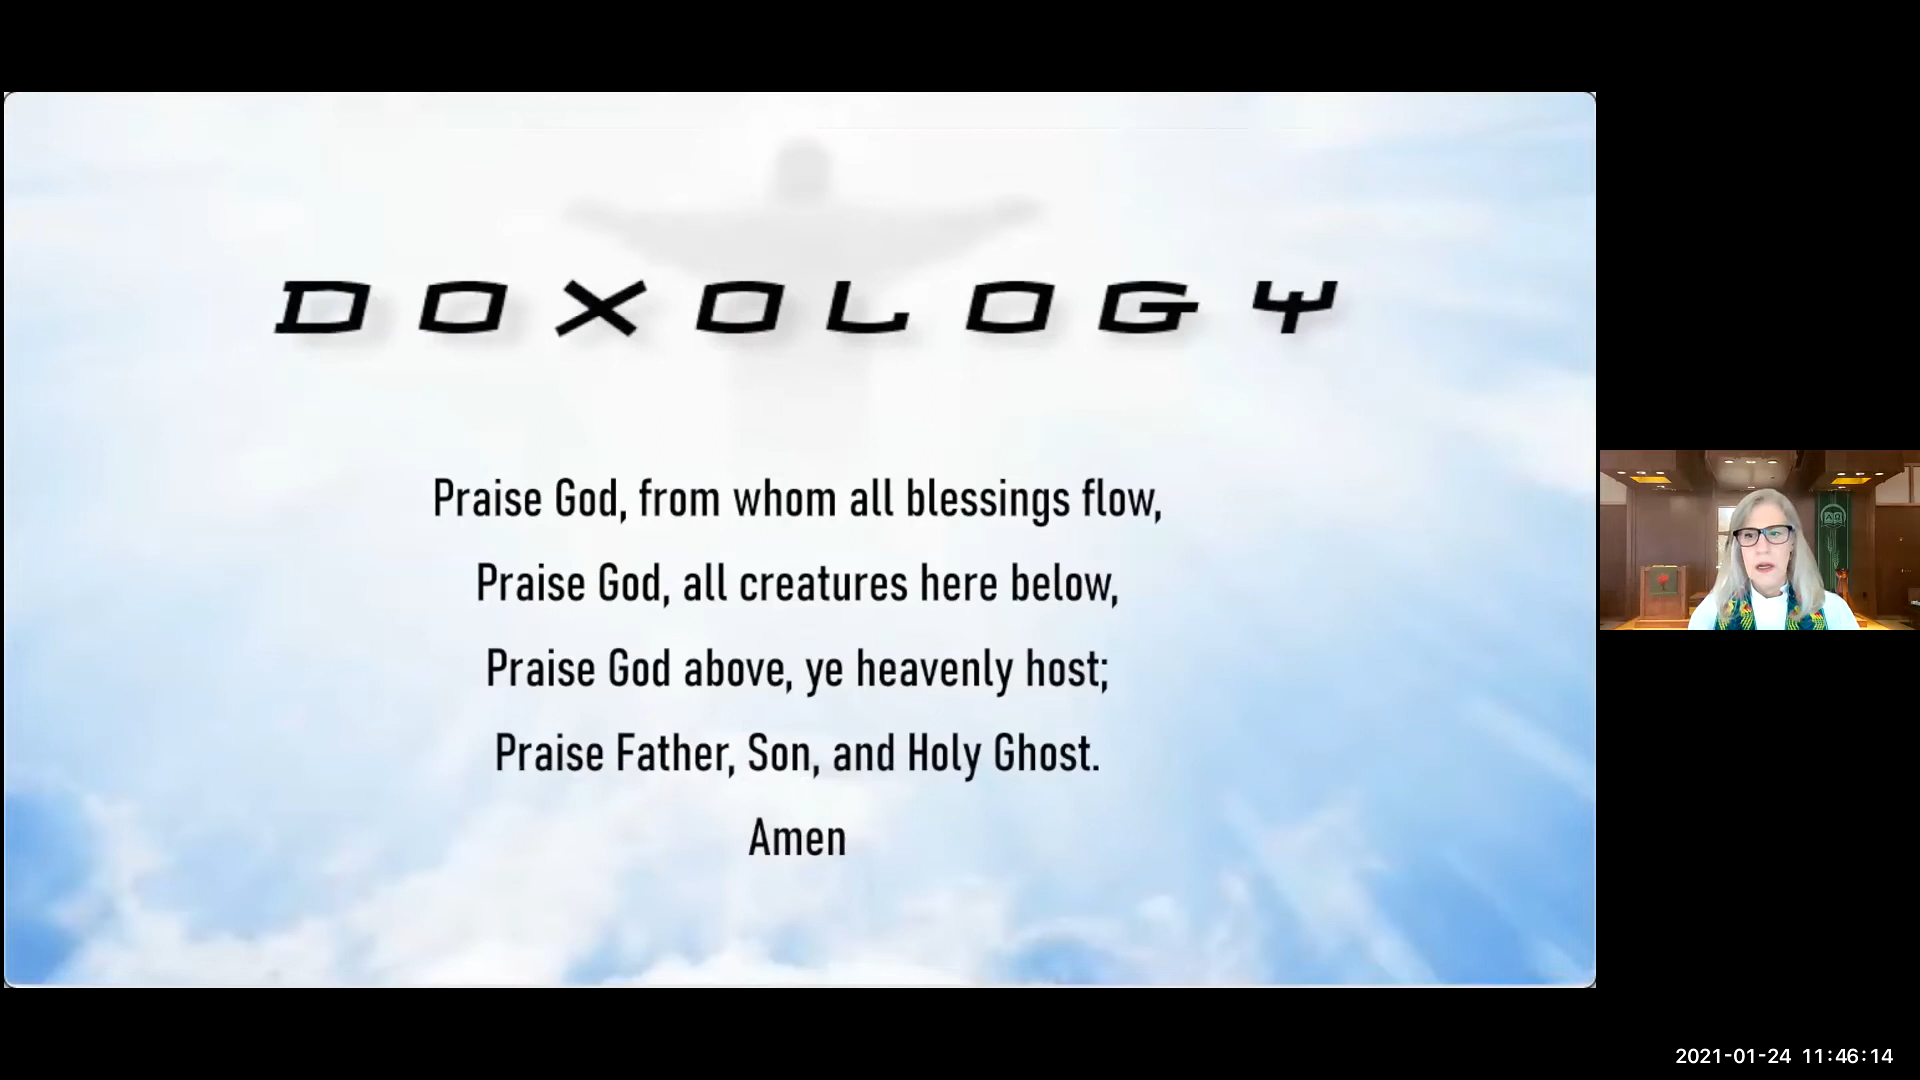 DOXOLOGY
Praise God, from whom all blessings flow,
Praise God, all creatures here below,
Praise God above, ye heavenly host;
Praise Father, Son, and Holy Ghost.
Amen
2021-01-24 11:46:14